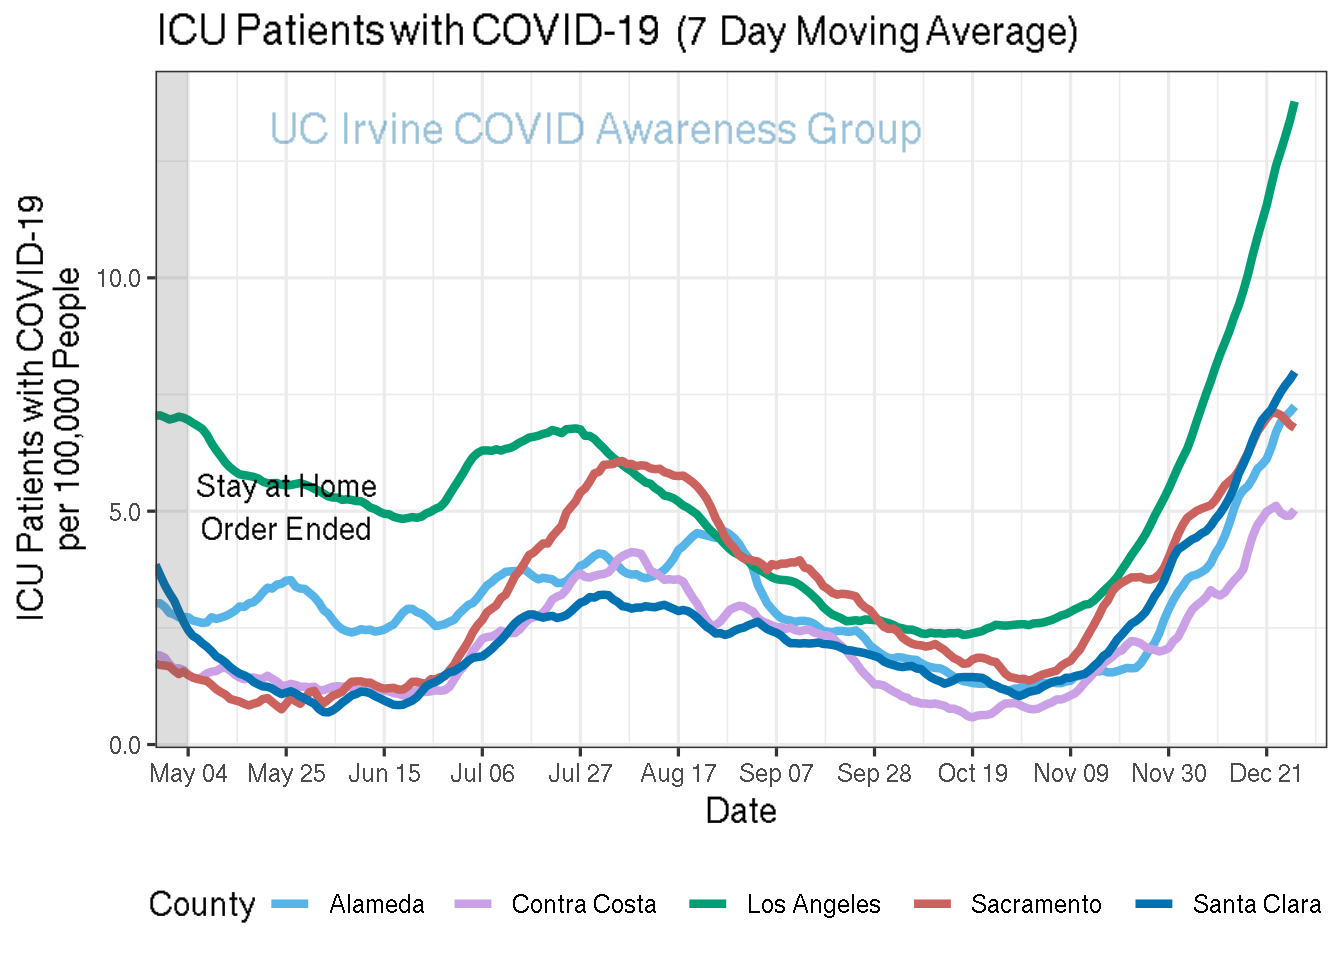 ICU Patients with COVID-19 (7 Day Moving Average)
UC Irvine COVID Awareness Group
ICU Patients with COVID-19
per 100,000 People
10.0
5.0
0.0
Stay at Home
Order Ended
May 04 May 25 Jun 15 Jul 06 Jul 27 Aug 17 Sep 07 Sep 28 Oct 19 Nov 09 Nov 30 Dec 21
Date
County Alameda Contra Costa Los Angeles Sacramento Santa Clara